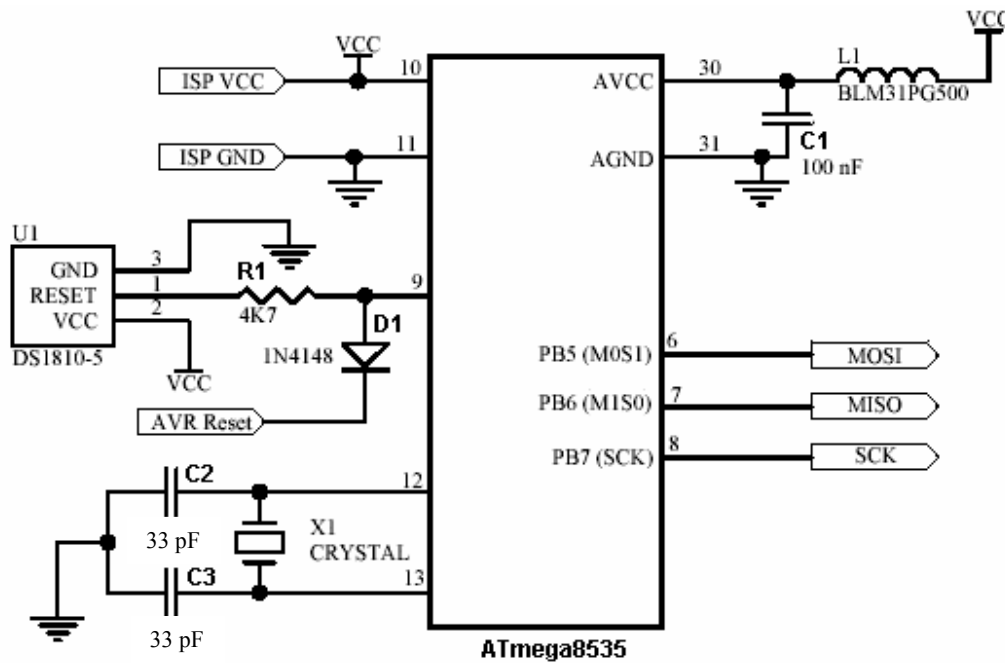 VCC
VCC
L1
ISP VCC
10
AVCC
30
BLM31PG500
C1
100 nF
ISP GND
11
AGND
31
U1
GND
3
RESET
1
VCC
2
DS1810-5
VCC
R1
4K7
9
D1
1N4148
AVR Reset
PB5 (M0S1)
6
MOSI
PB6 (M1S0)
7
MISO
PB7 (SCK)
8
SCK
C2
33 pF
12
X1
CRYSTAL
C3
33 pF
13
ATmega8535